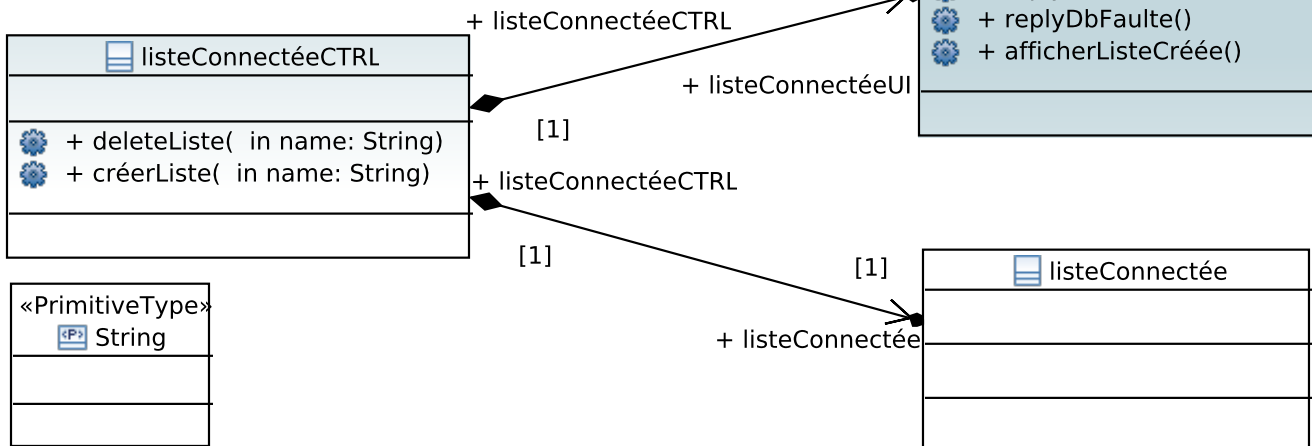 + listeConnectéeCTRL
+ replyDbFaulte()
+ afficherListeCréée()
listeConnectéeCTRL
+ listeConnectéeUI
[1]
+ deleteListe( in name: String)
+ créerListe( in name: String)
+ listeConnectéeCTRL
[1]
[1]
listeConnectée
«PrimitiveType»
<P> String
+ listeConnectée